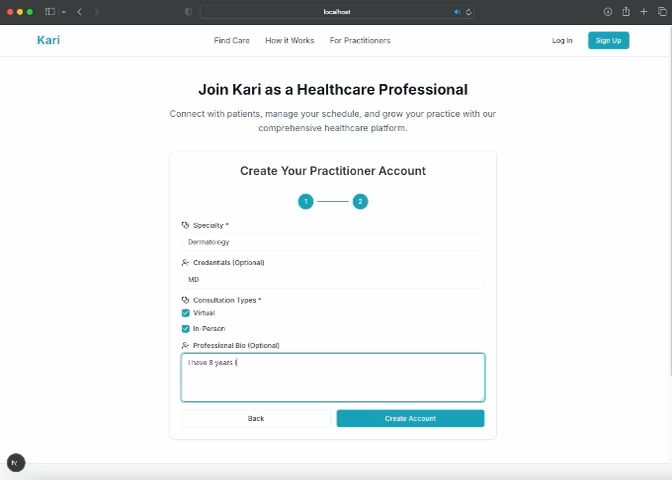 localhost
Kari
Find Care
How it Works
For Practitioners
Log In
Sign Up
Join Kari as a Healthcare Professional
Connect with patients, manage your schedule, and grow your practice with our
comprehensive healthcare platform.
Create Your Practitioner Account
1
2
Specialty *
Dermatology
Credentials (Optional)
MD
Consultation Types *
Virtual
In-Person
Professional Bio (Optional)
I have 8 years
Back
Create Account
N